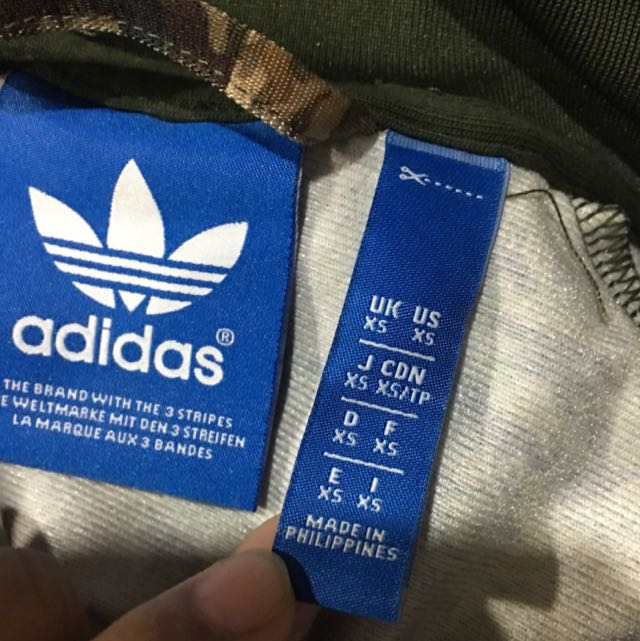 adidas®
THE BRAND WITH THE 3 STRIPES
E WELTMARKE MIT DEN 3 STREIFEN
LA MARQUE AUX 3 BANDES
UK US
XS XS
J CDN
XS XS/TP
D F
XS XS
E I
XS XS
MADE IN
PHILIPPINES